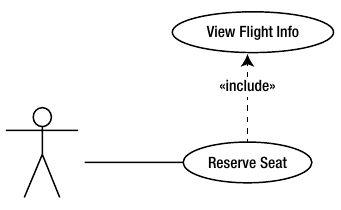 View Flight Info
«include»
Reserve Seat